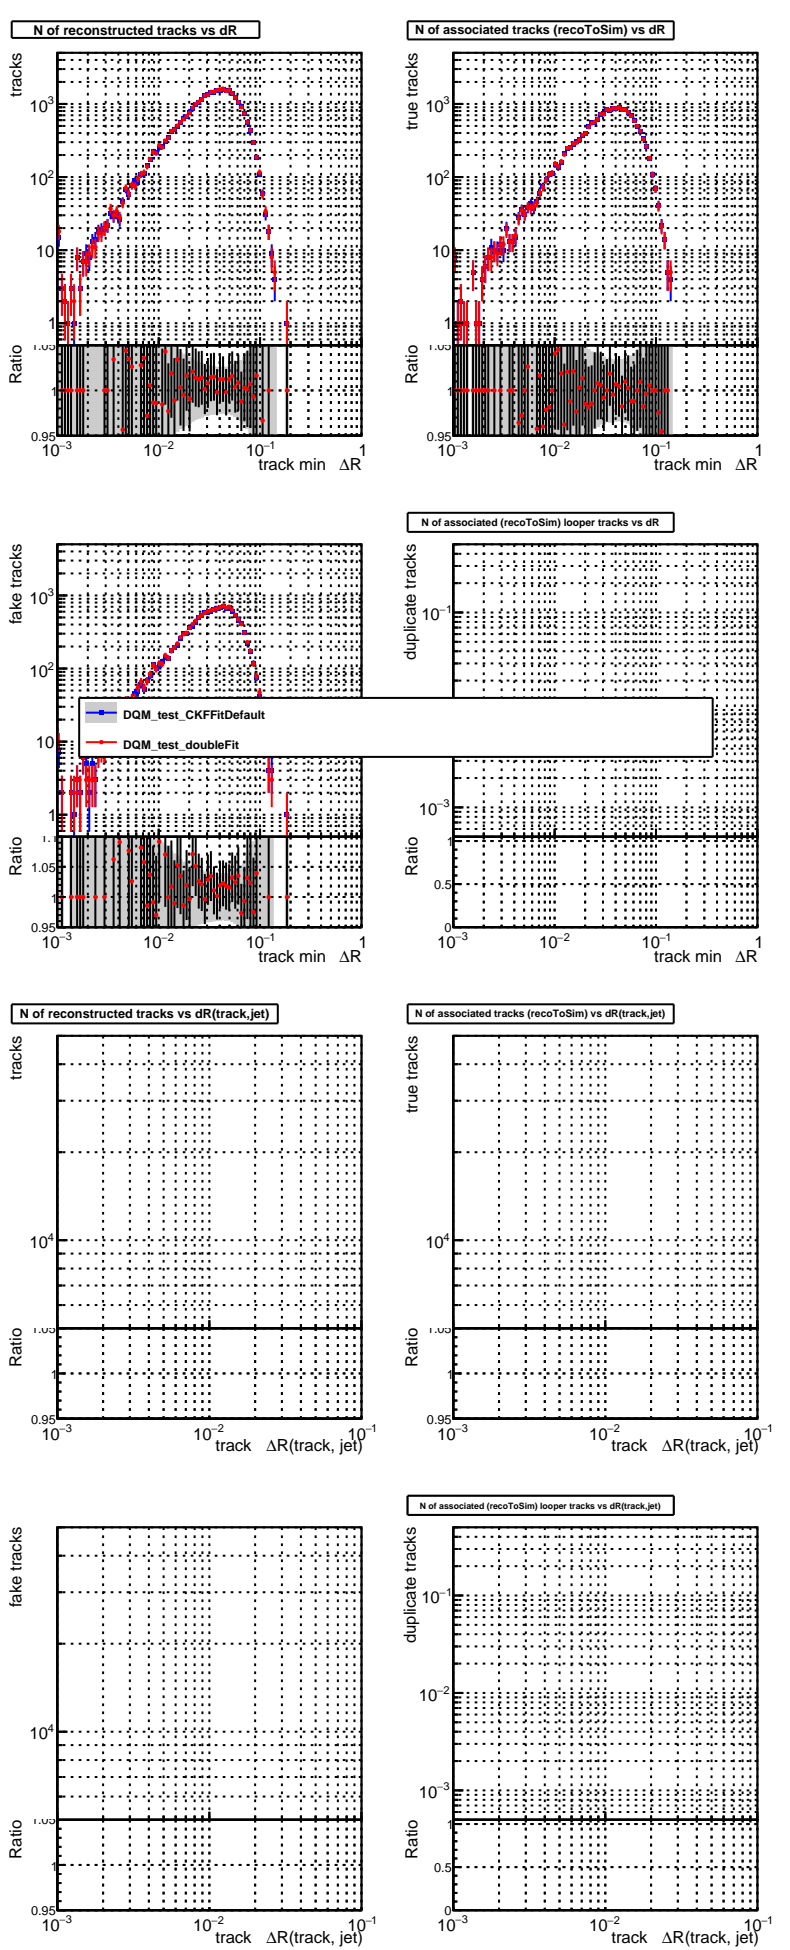 N of reconstructed tracks vs dR
tracks
10³
10²
10
1
1.05
Ratio
1
0.95
10⁻³ 10⁻² 10⁻¹ 1
track min ΔR
N of associated tracks (recoToSim) vs dR
true tracks
10³
10²
10
1
1.05
Ratio
1
0.95
10⁻³ 10⁻² 10⁻¹ 1
track min ΔR
fake tracks
10³
10²
10
1
1.1
Ratio
1.05
1
0.95
10⁻³ 10⁻² 10⁻¹ 1
track min ΔR
N of associated (recoToSim) looper tracks vs dR
duplicate tracks
10⁻¹
10⁻³
Ratio
1
0.5
0
10⁻³ 10⁻² 10⁻¹ 1
track min ΔR
DQM_test_CKFFitDefault
DQM_test_doubleFit
N of reconstructed tracks vs dR(track,jet)
tracks
10⁴
1.05
Ratio
1
0.95
10⁻³ 10⁻² 10⁻¹
track ΔR(track, jet)
N of associated tracks (recoToSim) vs dR(track,jet)
true tracks
10⁴
1.05
Ratio
1
0.95
10⁻³ 10⁻² 10⁻¹
track ΔR(track, jet)
fake tracks
10⁴
1.05
Ratio
1
0.95
10⁻³ 10⁻² 10⁻¹
track ΔR(track, jet)
N of associated (recoToSim) looper tracks vs dR(track,jet)
duplicate tracks
10⁻¹
10⁻²
10⁻³
Ratio
1
0.5
0
10⁻³ 10⁻² 10⁻¹
track ΔR(track, jet)